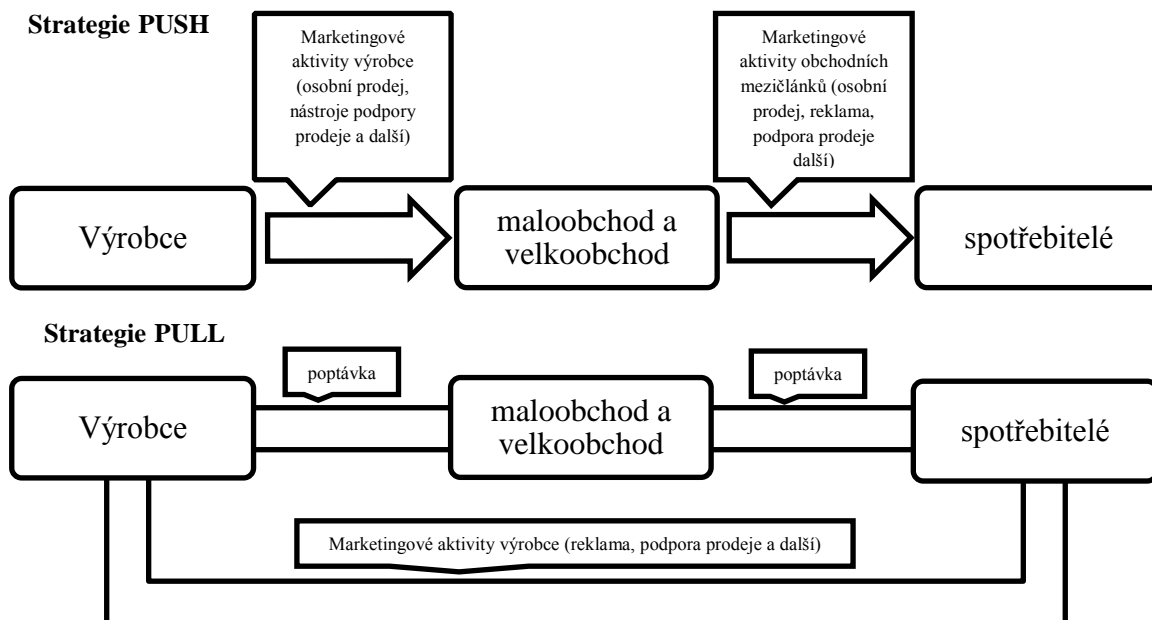 Strategie PUSH
Marketingové
aktivity výrobce
(osobní prodej,
nástroje podpory
prodeje a další)
Marketingové
aktivity obchodních
mezičlánků (osobní
prodej, reklama,
podpora prodeje
další)
Výrobce
maloobchod a
velkoobchod
spotřebitelé
Strategie PULL
poptávka
poptávka
Výrobce
maloobchod a
velkoobchod
spotřebitelé
Marketingové aktivity výrobce (reklama, podpora prodeje a další)